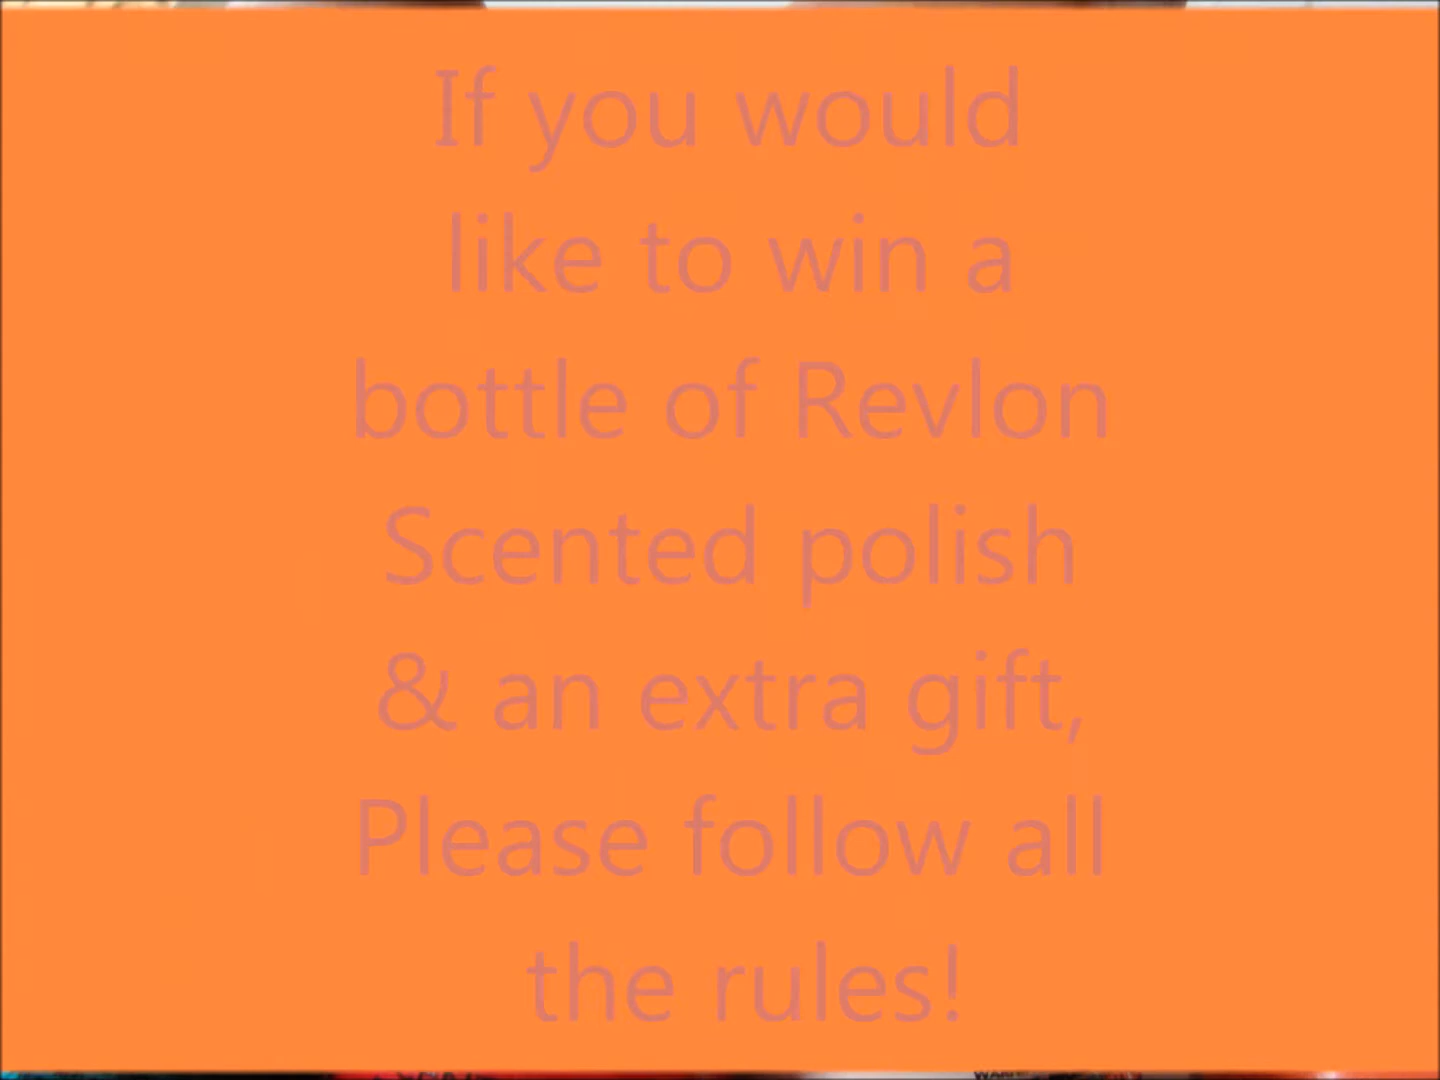 If you would
like to win a
bottle of Revlon
Scented polish
& an extra gift,
Please follow all
the rules!